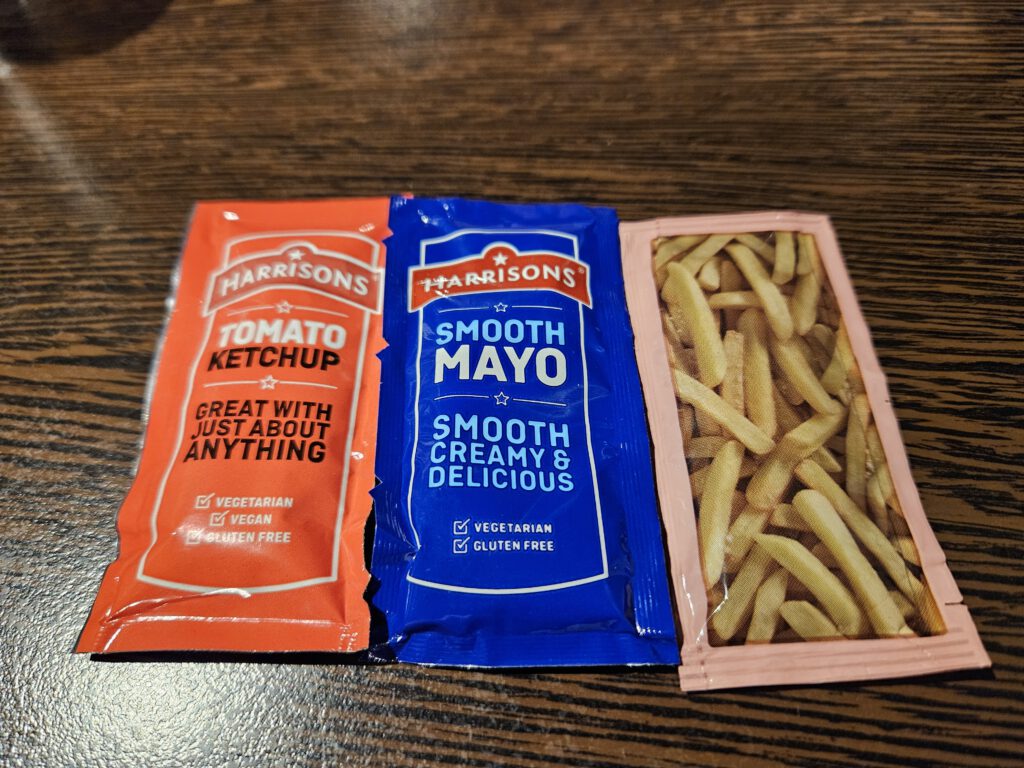 HARRISONS
TOMATO
KETCHUP
GREAT WITH
JUST ABOUT
ANYTHING
VEGETARIAN
VEGAN
GLUTEN FREE
HARRISONS®
SMOOTH
MAYO
SMOOTH
CREAMY &
DELICIOUS
VEGETARIAN
GLUTEN FREE